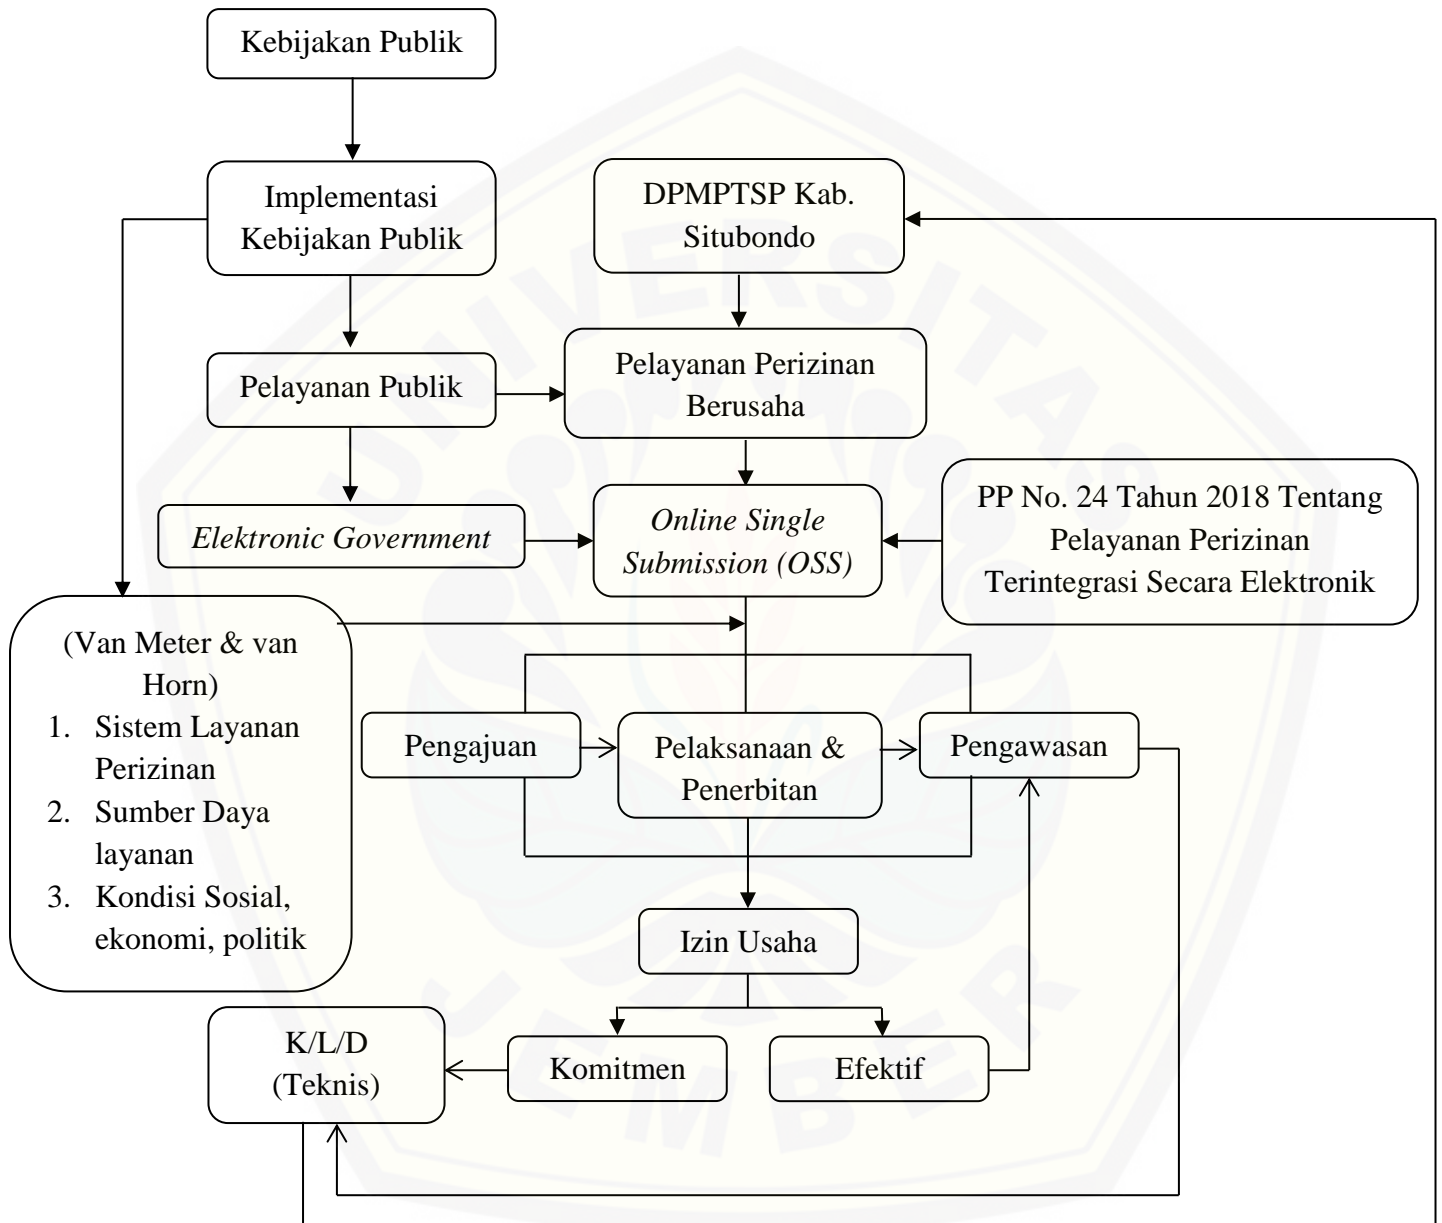 Kebijakan Publik
Implementasi
Kebijakan Publik
DPMPTSP Kab.
Situbondo
Pelayanan Publik
Pelayanan Perizinan
Berusaha
Elektronic Government
Online Single
Submission (OSS)
PP No. 24 Tahun 2018 Tentang
Pelayanan Perizinan
Terintegrasi Secara Elektronik
(Van Meter & van
Horn)
1. Sistem Layanan
Perizinan
2. Sumber Daya
layanan
3. Kondisi Sosial,
ekonomi, politik
Pengajuan
Pelaksanaan &
Penerbitan
Pengawasan
Izin Usaha
K/L/D
(Teknis)
Komitmen
Efektif
UNIVERSITAS
JEMBER